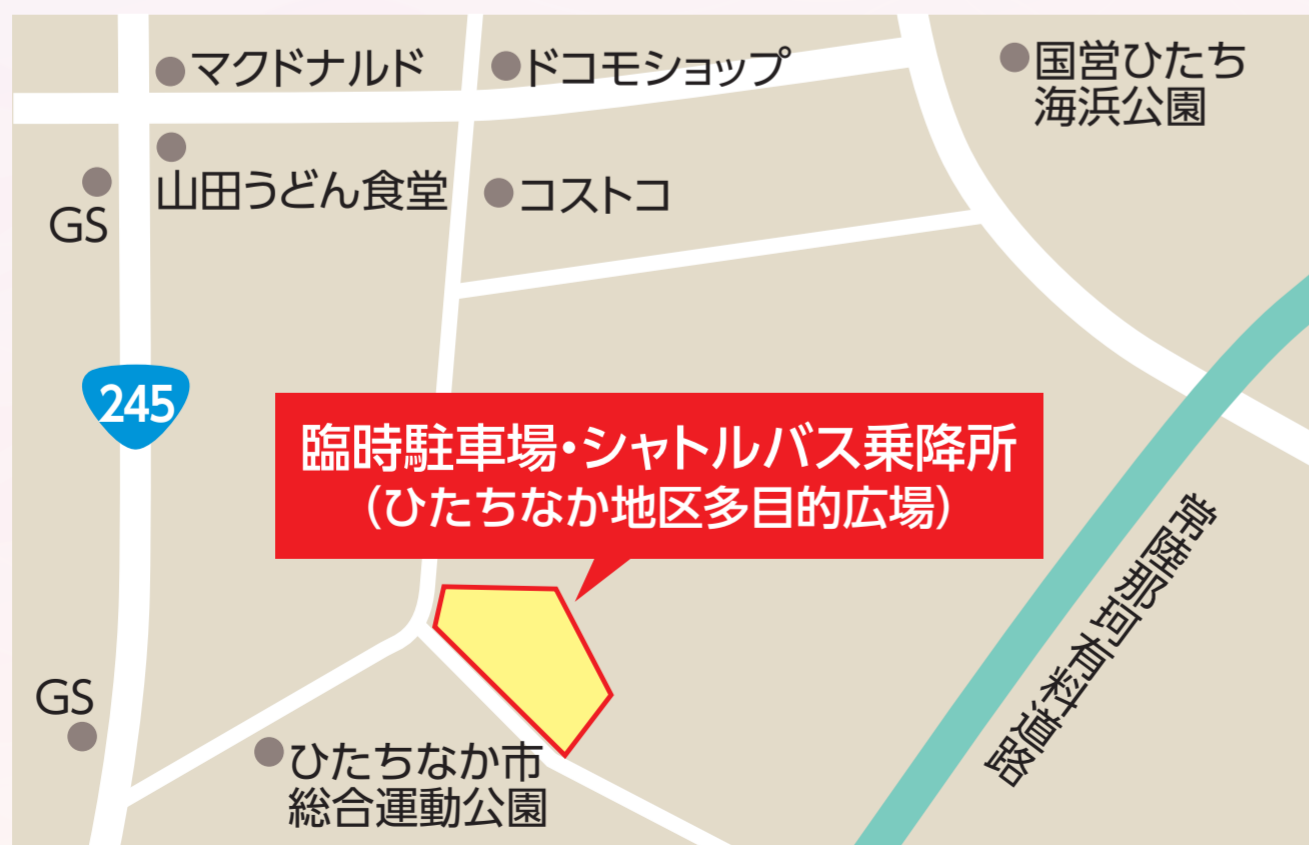 マクドナルド
ドコモショップ
国営ひたち
海浜公園
山田うどん食堂
コストコ
GS
245
臨時駐車場・シャトルバス乗降所
(ひたちなか地区多目的広場)
常陸那珂有料道路
GS
ひたちなか市
総合運動公園